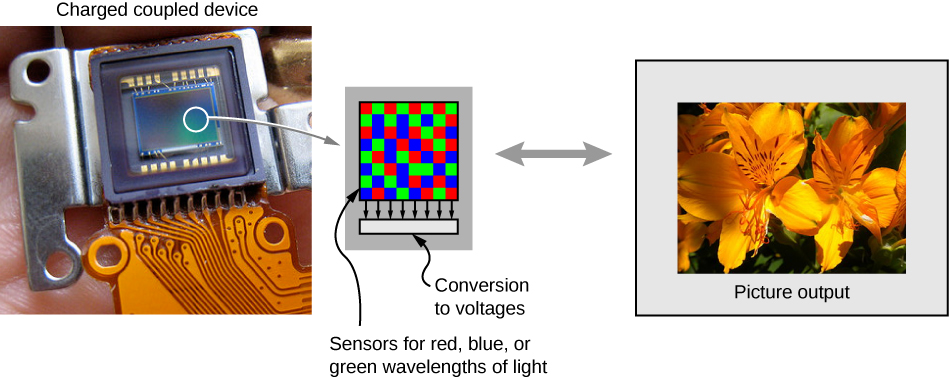 Charged coupled device
Conversion
to voltages
Sensors for red, blue, or
green wavelengths of light
Picture output